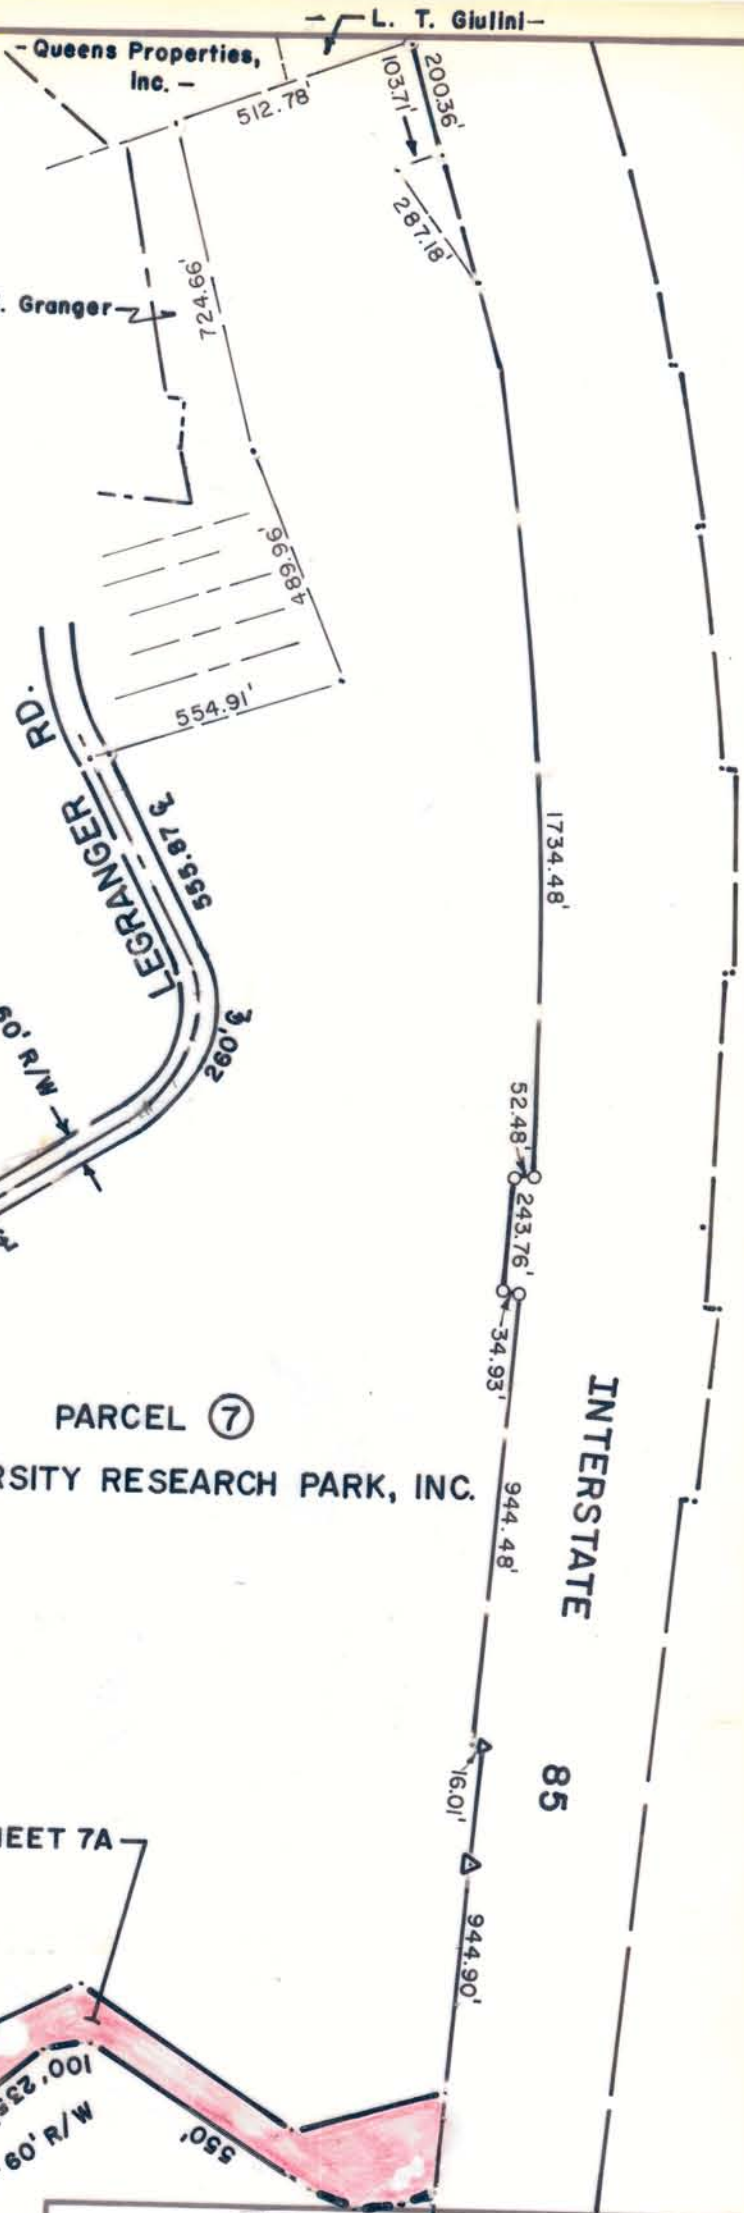 - L. T. Giulini-
- Queens Properties,
Inc. -
512.78'
103.71'
200.36'
287.18'
724.66'
. Granger
489.96'
554.91'
LEGRANGER RD.
555.87 ℄
260' ℄
R/W
1734.48'
52.48'
243.76'
34.93'
PARCEL 7
RSITY RESEARCH PARK, INC.
944.48'
INTERSTATE 85
16.01'
HEET 7A
944.90'
100'
550'
60' R/W